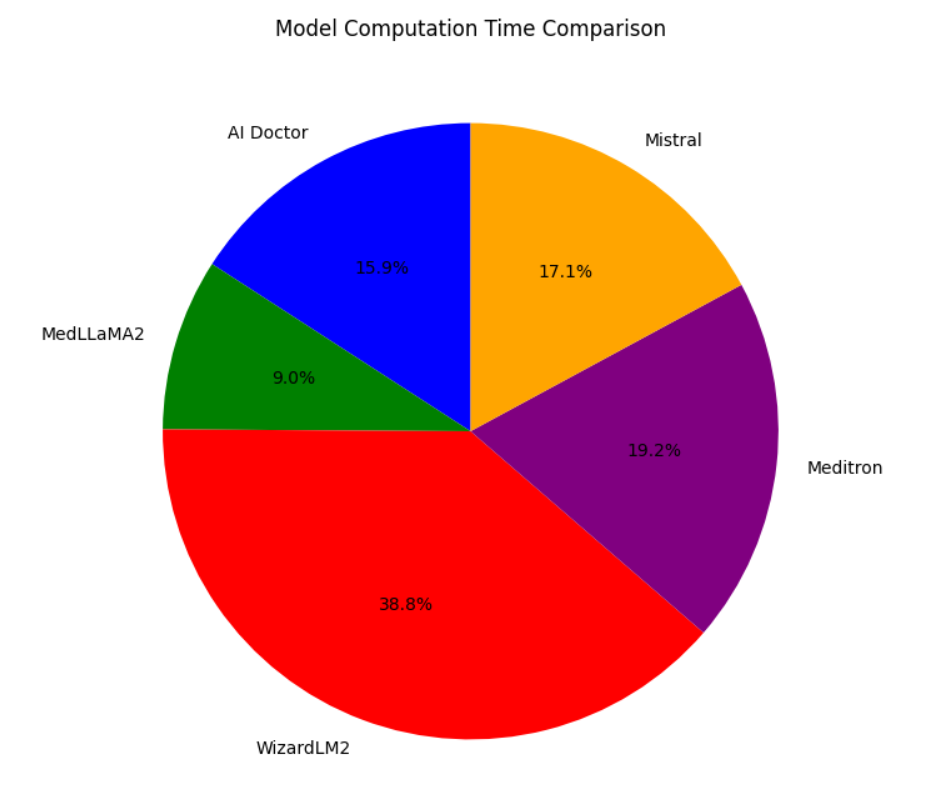 Model Computation Time Comparison
AI Doctor
Mistral
15.9%
17.1%
MedLLaMA2
9.0%
19.2%
Meditron
38.8%
WizardLM2